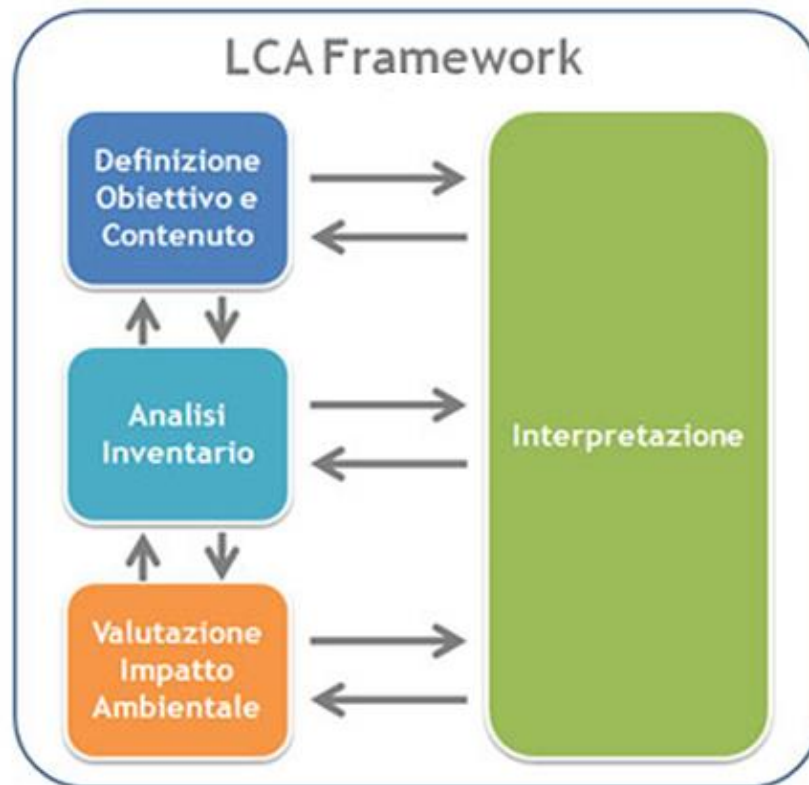 LCA Framework
Definizione
Obiettivo e
Contenuto
Analisi
Inventario
Interpretazione
Valutazione
Impatto
Ambientale